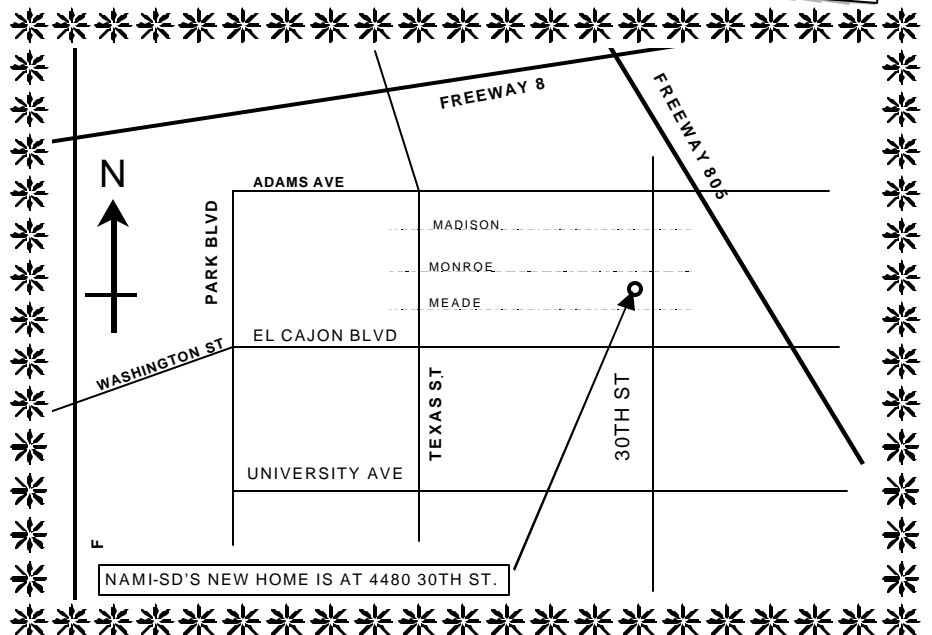 FREEWAY 8
FREEWAY 805
N
ADAMS AVE
PARK BLVD
MADISON
MONROE
MEADE
EL CAJON BLVD
WASHINGTON ST
TEXAS ST
30TH ST
UNIVERSITY AVE
F
NAMI-SD'S NEW HOME IS AT 4480 30TH ST.